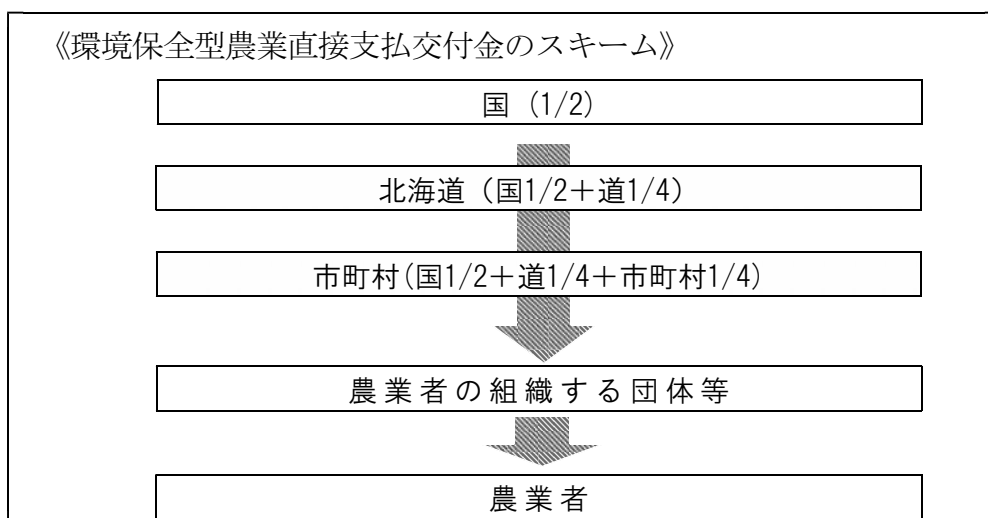 《環境保全型農業直接支払交付金のスキーム》
国 (1/2)
北海道（国1/2＋道1/4）
市町村(国1/2＋道1/4＋市町村1/4)
農業者の組織する団体等
農業者